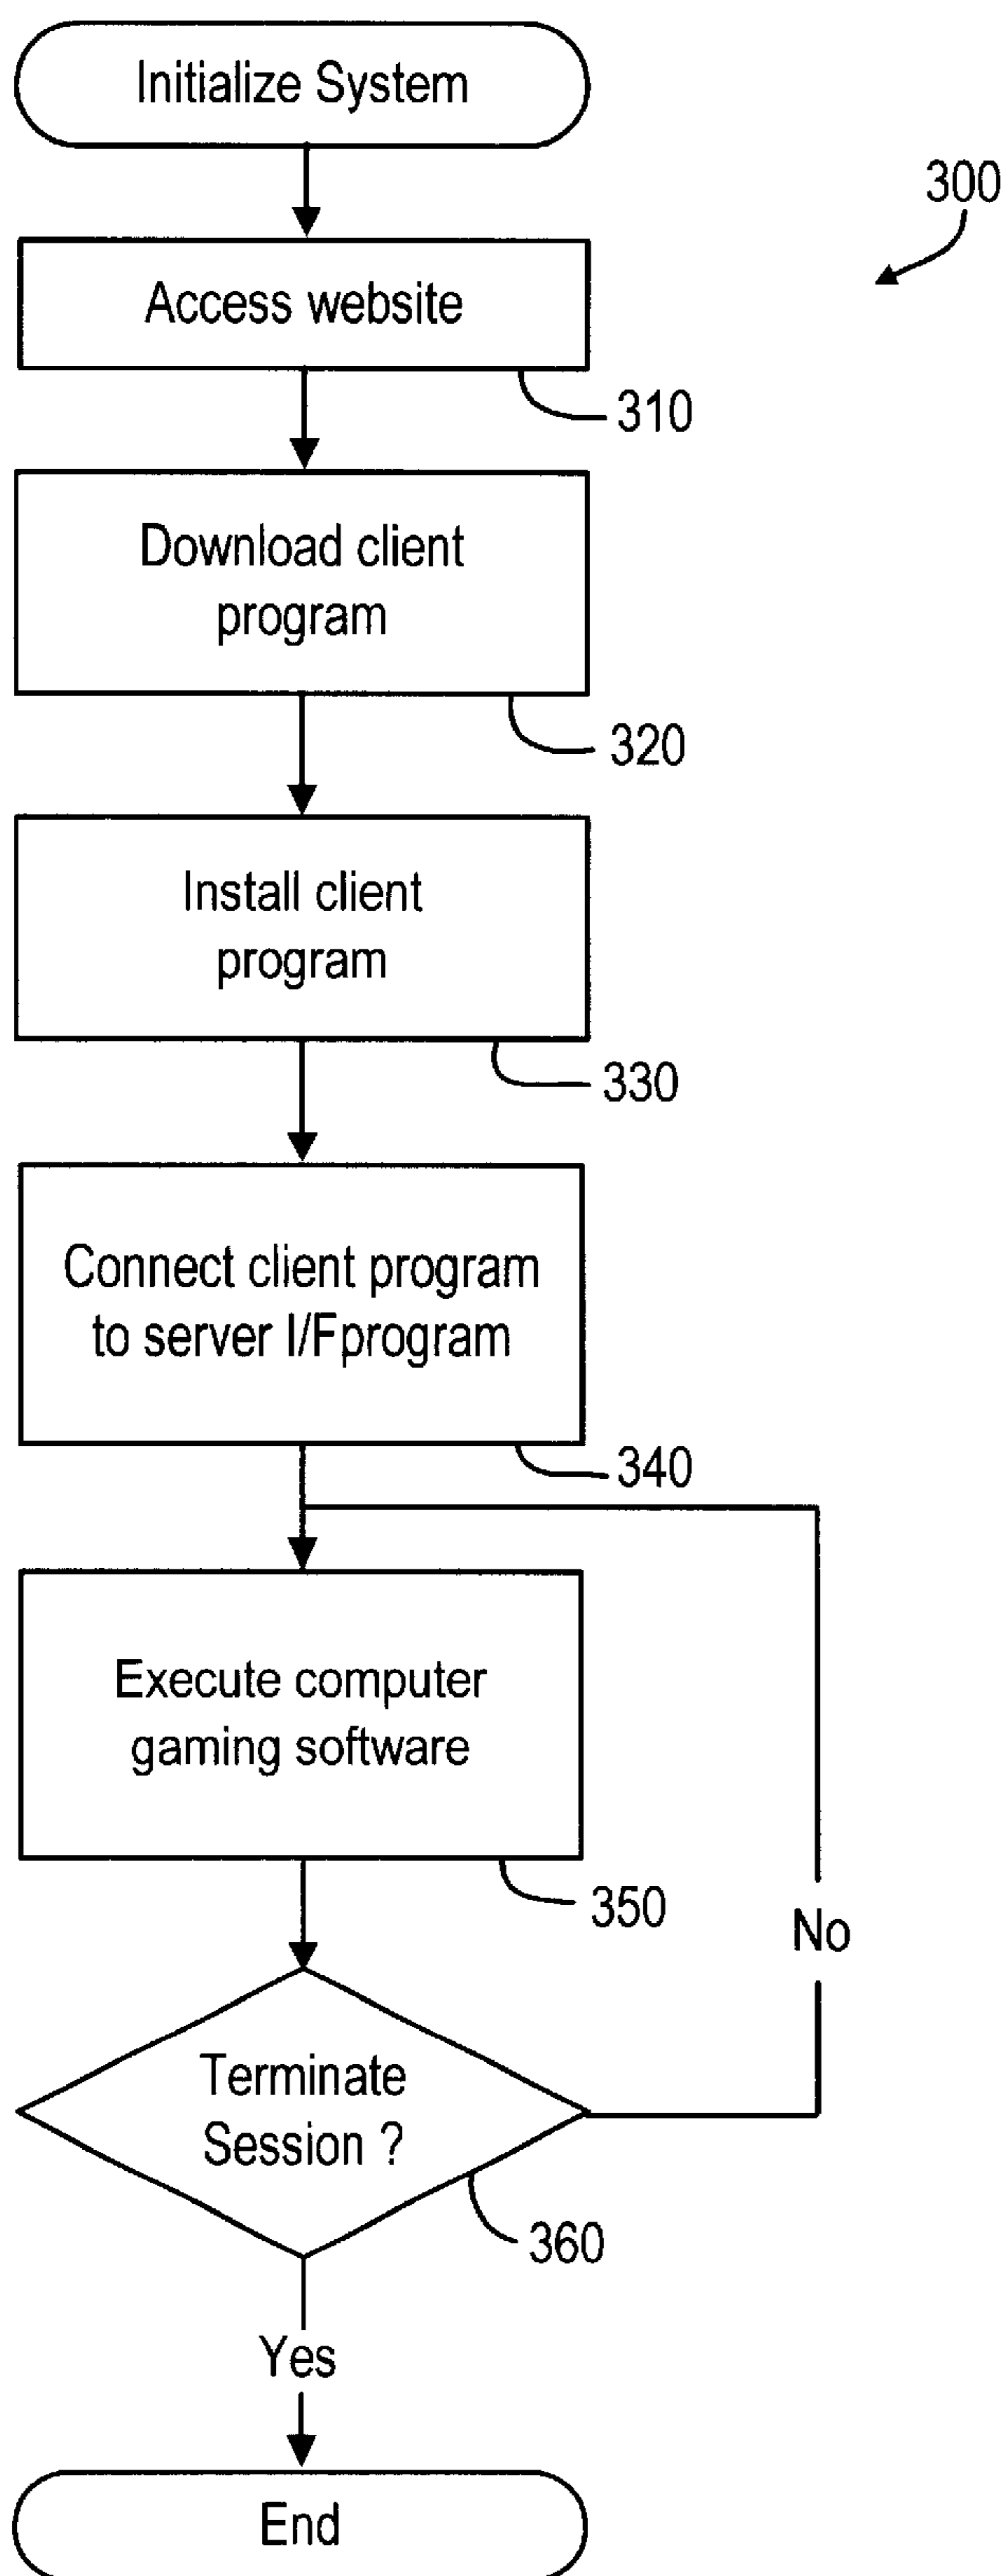 Initialize System
300
Access website
310
Download client
program
320
Install client
program
330
Connect client program
to server I/Fprogram
340
Execute computer
gaming software
350
No
Terminate
Session ?
360
Yes
End